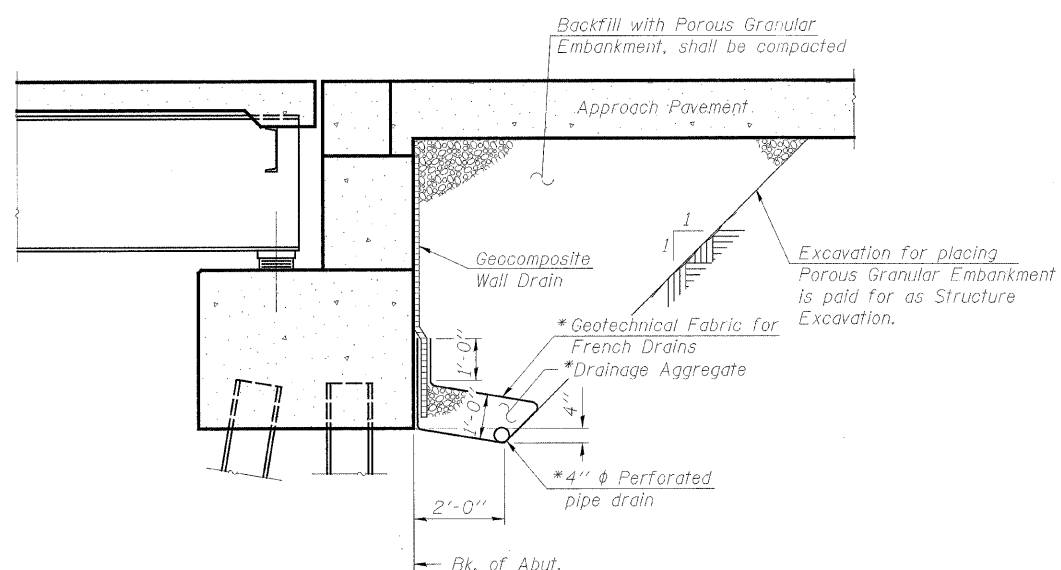 Backfill with Porous Granular
Embankment, shall be compacted
Approach Pavement
1
1
Geocomposite
Wall Drain
Excavation for placing
Porous Granular Embankment
is paid for as Structure
Excavation.
*Geotechnical Fabric for
French Drains
*Drainage Aggregate
1'-0"
1'-0"
4"
*4" ϕ Perforated
pipe drain
2'-0"
Bk. of Abut.